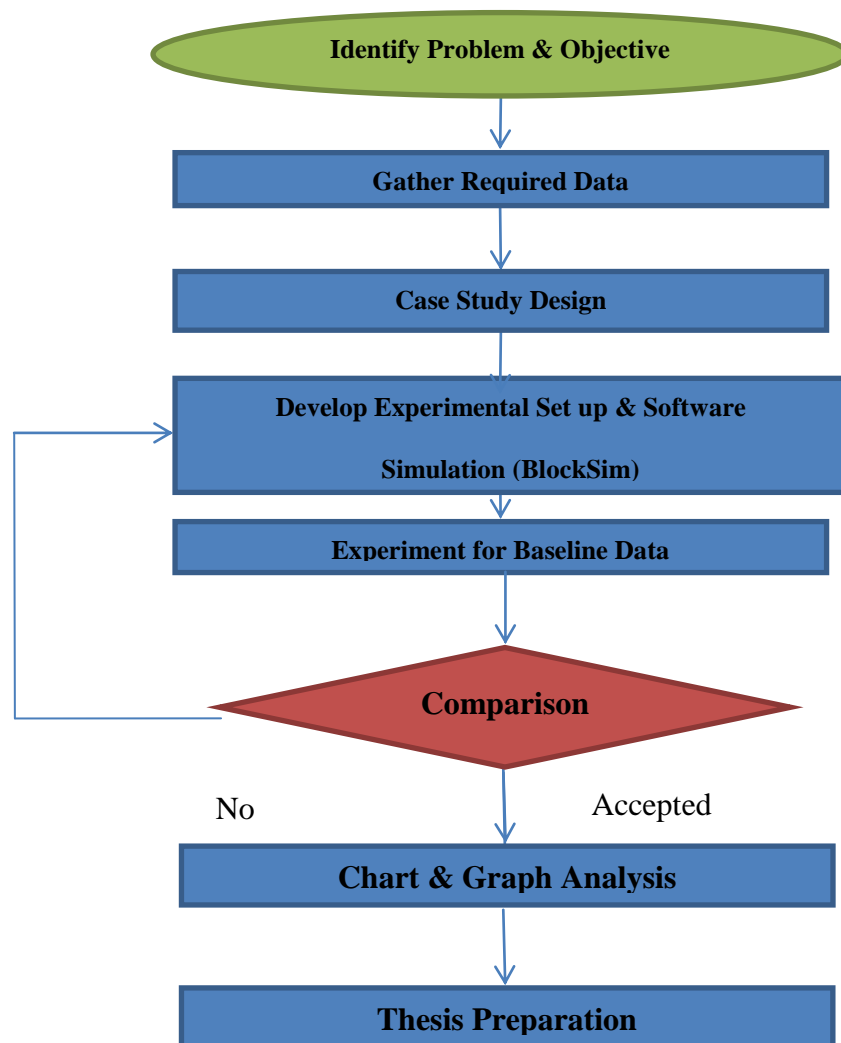 Identify Problem & Objective
Gather Required Data
Case Study Design
Develop Experimental Set up & Software
Simulation (BlockSim)
Experiment for Baseline Data
Comparison
No
Accepted
Chart & Graph Analysis
Thesis Preparation